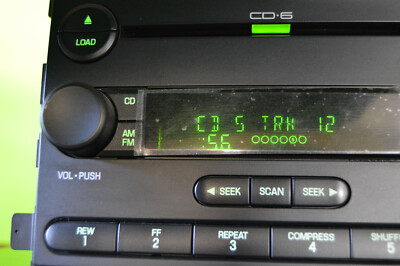 CD•6
LOAD
CD
AM
FM
CD 5 TRK 12
56
VOL•PUSH
SEEK SCAN SEEK
REW FF REPEAT COMPRESS SHUFFL
1 2 3 4 5